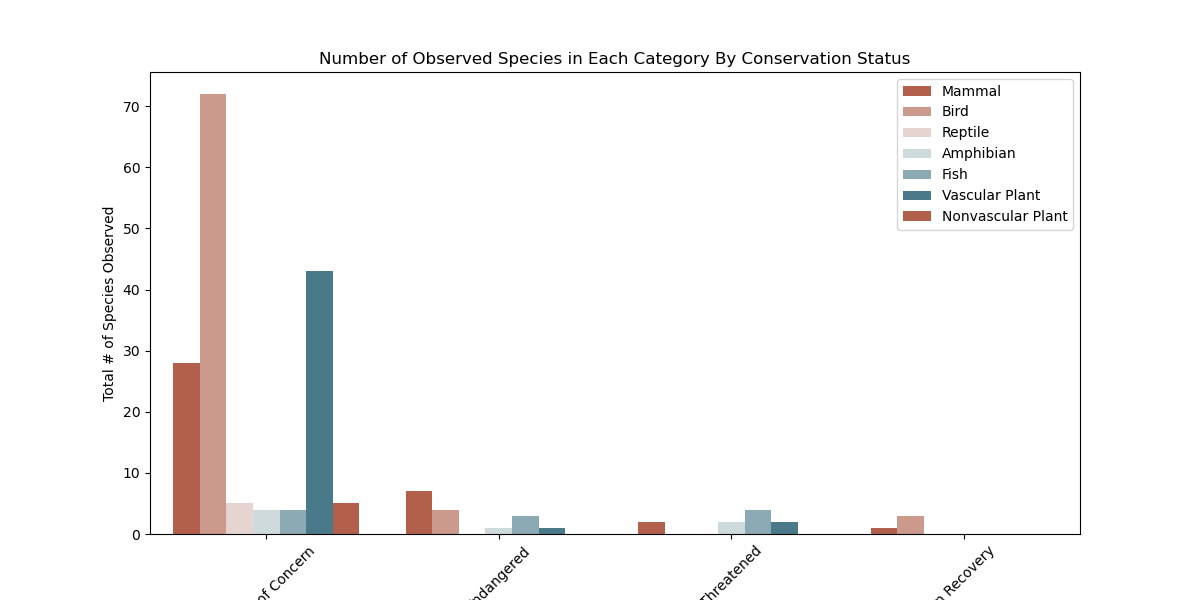 Number of Observed Species in Each Category By Conservation Status
Total # of Species Observed
70
60
50
40
30
20
10
0
Mammal
Bird
Reptile
Amphibian
Fish
Vascular Plant
Nonvascular Plant
of Concern
Threatened
Recovery